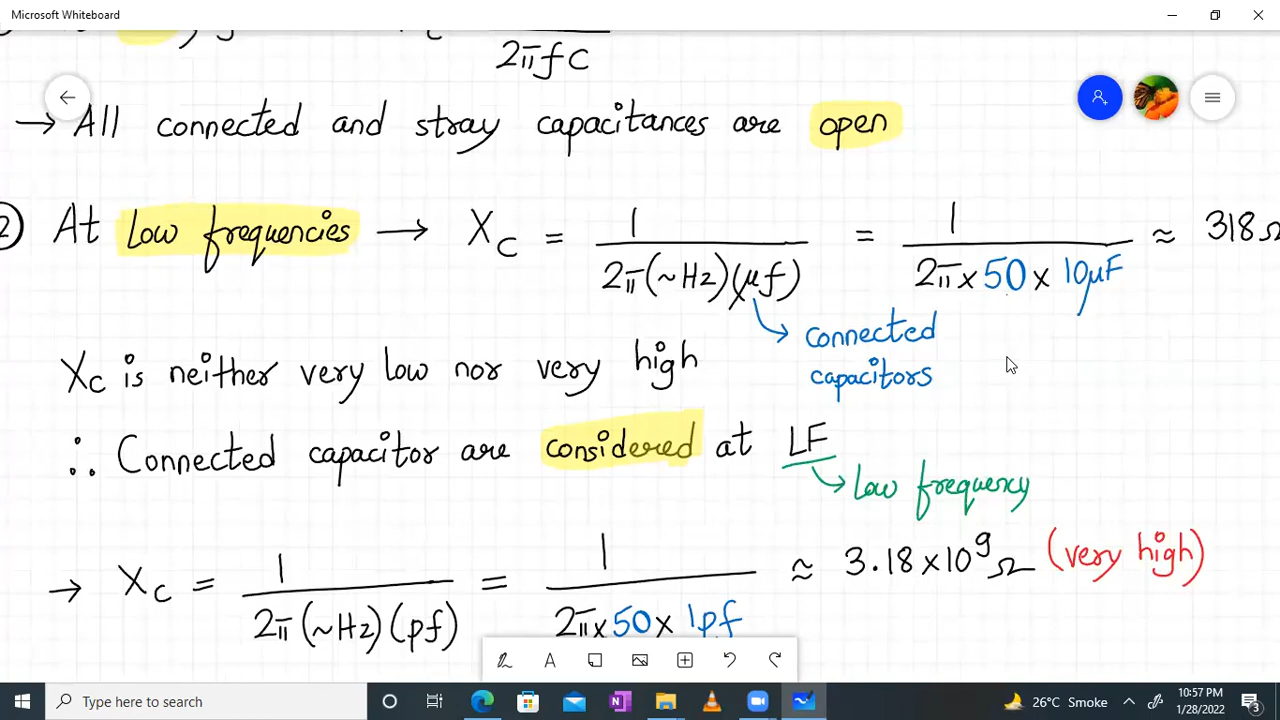 Microsoft Whiteboard
2πfC
→ All connected and stray capacitances are open
② At Low frequencies → XC = 1 / 2π(~Hz)(μf) = 1 / 2π×50×10μF ≈ 318Ω
connected
capacitors
XC is neither very low nor very high
∴ Connected capacitor are considered at LF
low frequency
→ XC = 1 / 2π(~Hz)(pf) = 1 / 2π×50×1pf ≈ 3.18×10⁹Ω (very high)
Type here to search
26°C Smoke
10:57 PM
1/28/2022